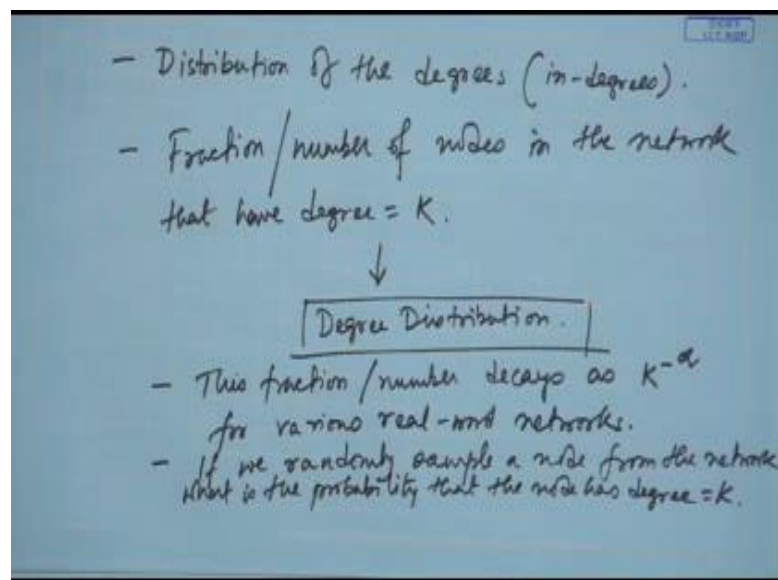 - Distribution of the degrees (in-degrees).
- Fraction/number of nodes in the network
that have degree = K.
↓
Degree Distribution.
- This fraction/number decays as K^-α
for various real-world networks.
- If we randomly sample a node from the network
what is the probability that the node has degree = K.